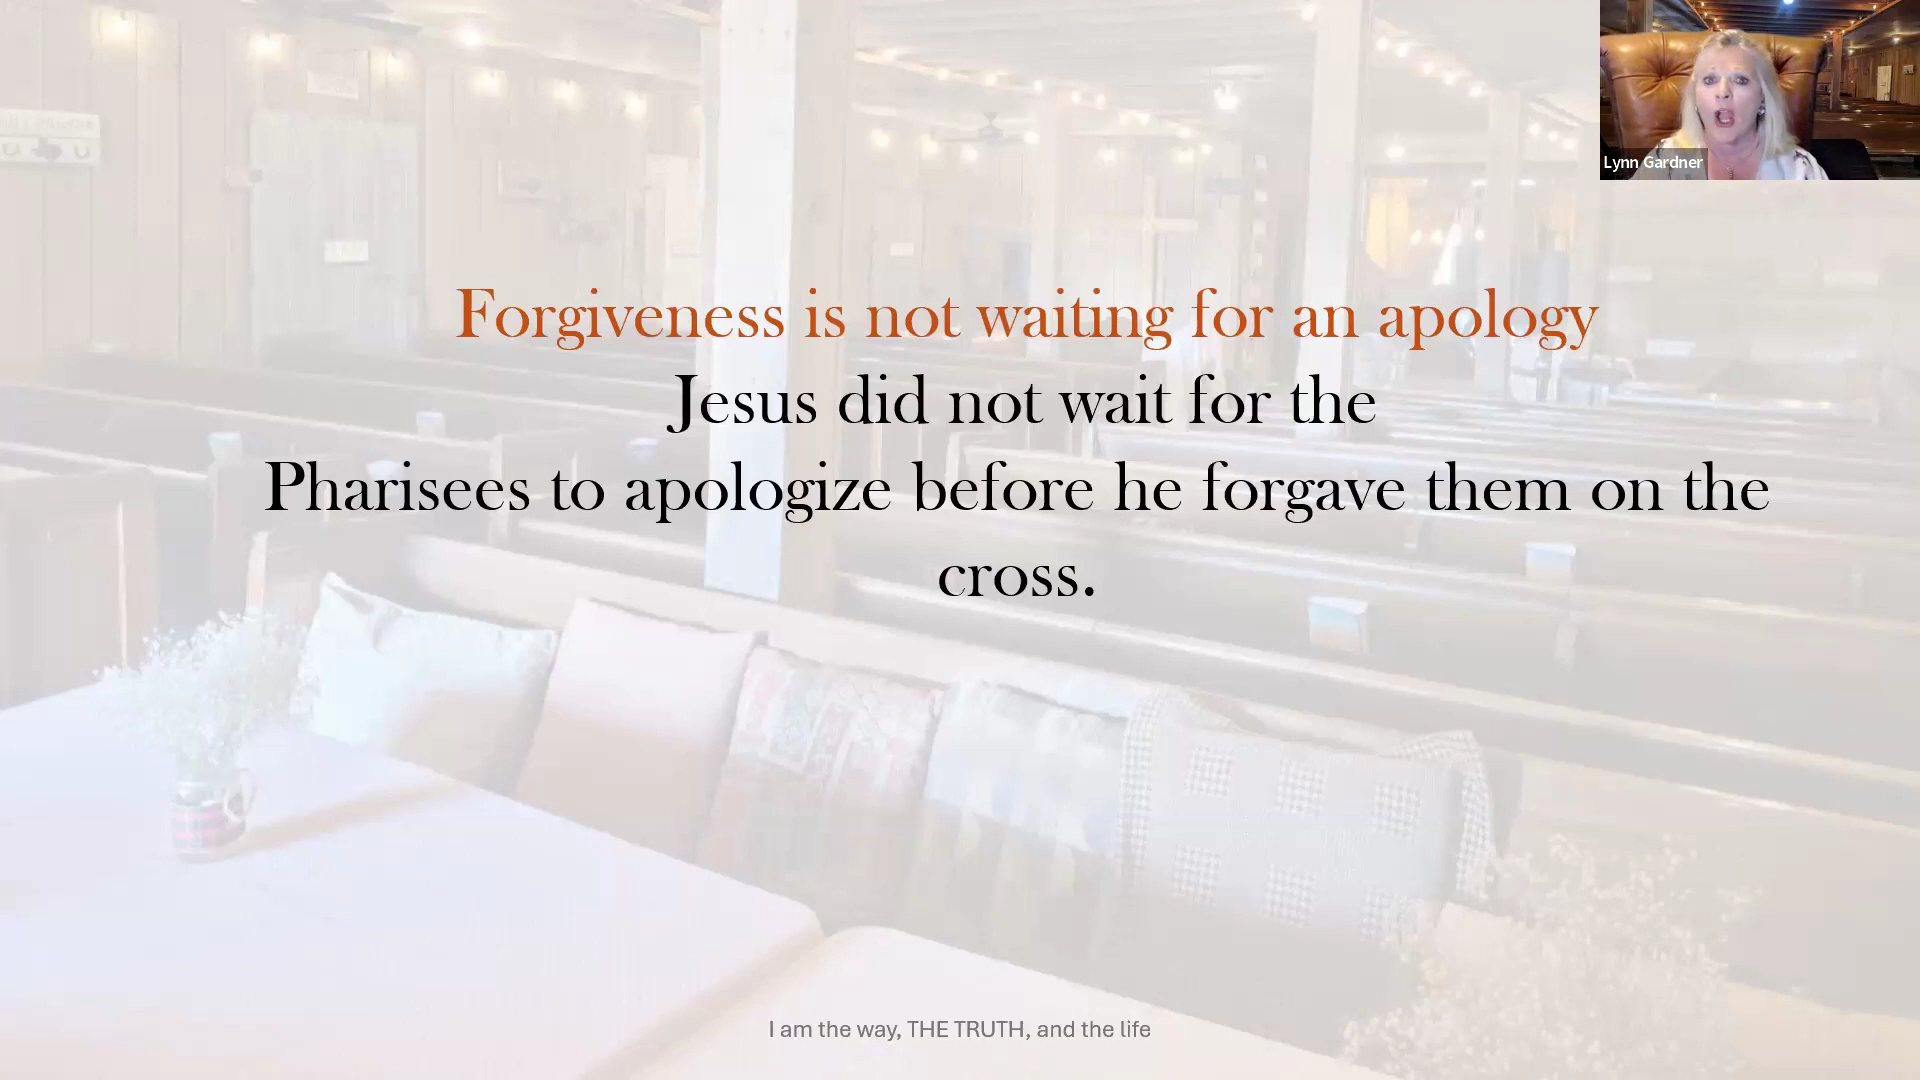 Lynn Gardner
Forgiveness is not waiting for an apology
Jesus did not wait for the
Pharisees to apologize before he forgave them on the
cross.
I am the way, THE TRUTH, and the life